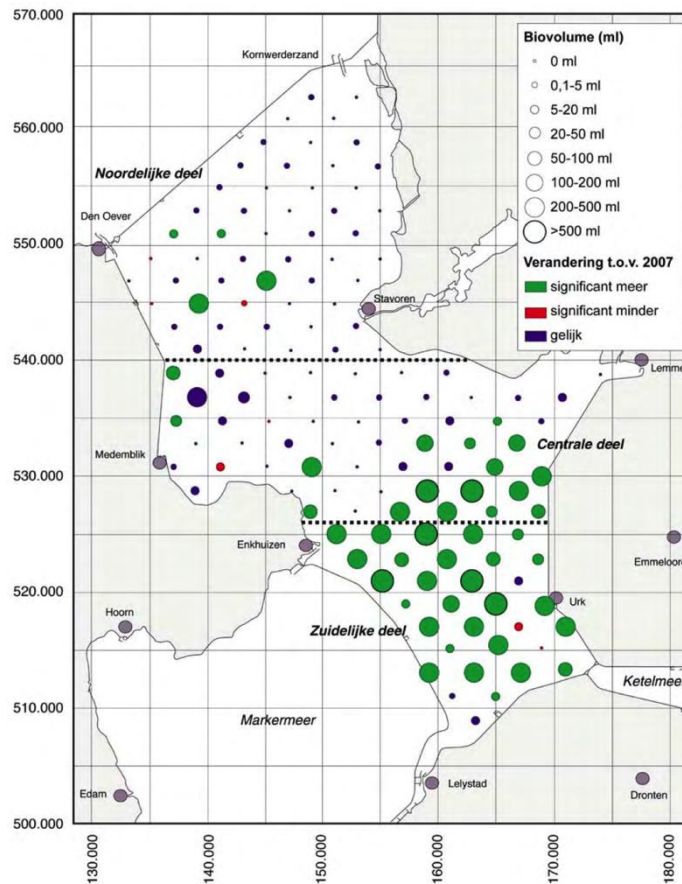 570.000
560.000
550.000
540.000
530.000
520.000
510.000
500.000
Kornwerderzand
Noordelijke deel
Den Oever
Stavoren
Lemme
Medemblik
Centrale deel
Enkhuizen
Emmeloord
Hoorn
Urk
Zuidelijke deel
Ketelmeer
Markermeer
Lelystad
Edam
Dronten
Biovolume (ml)
0 ml
0,1-5 ml
5-20 ml
20-50 ml
50-100 ml
100-200 ml
200-500 ml
>500 ml
Verandering t.o.v. 2007
significant meer
significant minder
gelijk
130.000
140.000
150.000
160.000
170.000
180.000